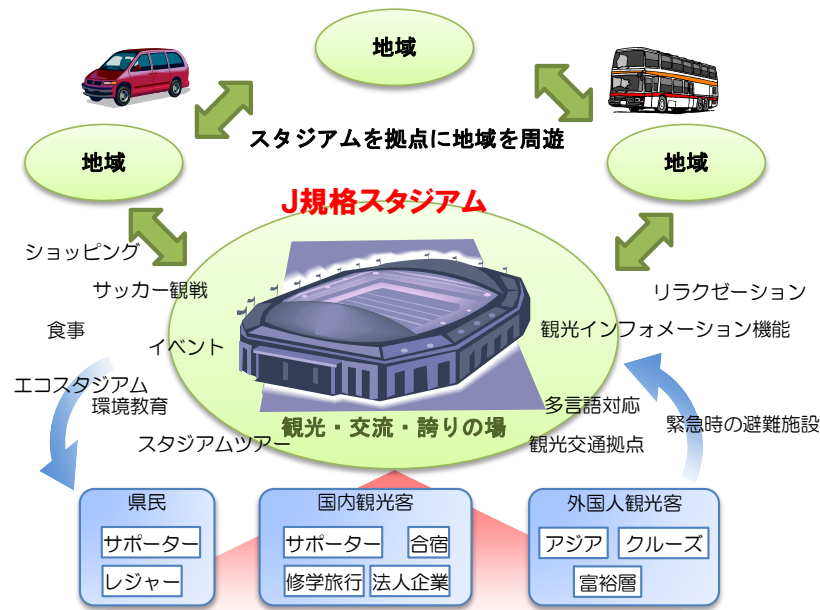 地域
スタジアムを拠点に地域を周遊
地域
地域
J規格スタジアム
ショッピング
サッカー観戦
リラクゼーション
食事
イベント
観光インフォメーション機能
エコスタジアム
環境教育
多言語対応
緊急時の避難施設
観光・交流・誇りの場
スタジアムツアー
観光交通拠点
県民
サポーター
レジャー
国内観光客
サポーター
合宿
修学旅行
法人企業
外国人観光客
アジア
クルーズ
富裕層